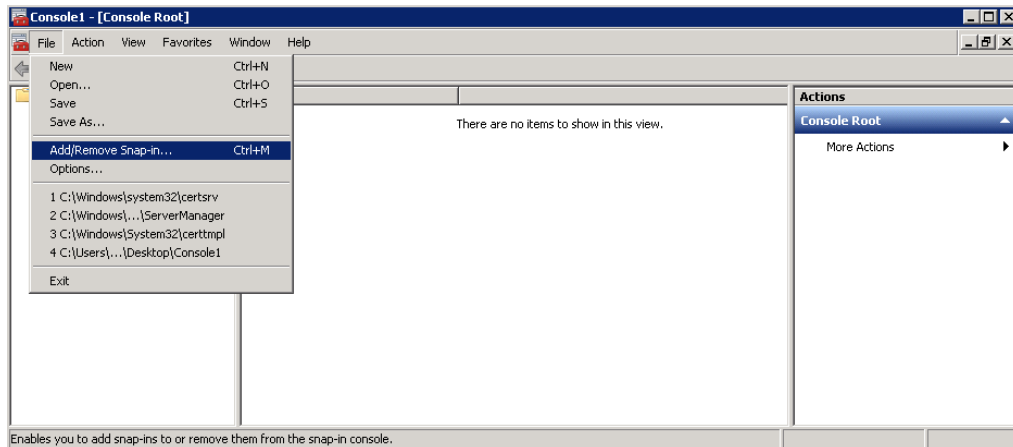 Console1 - [Console Root]
File Action View Favorites Window Help
New Ctrl+N
Open... Ctrl+O
Save Ctrl+S
Save As...
Add/Remove Snap-in... Ctrl+M
Options...
1 C:\Windows\system32\certsrv
2 C:\Windows\...\ServerManager
3 C:\Windows\System32\certtmpl
4 C:\Users\...\Desktop\Console1
Exit
There are no items to show in this view.
Actions
Console Root
More Actions
Enables you to add snap-ins to or remove them from the snap-in console.